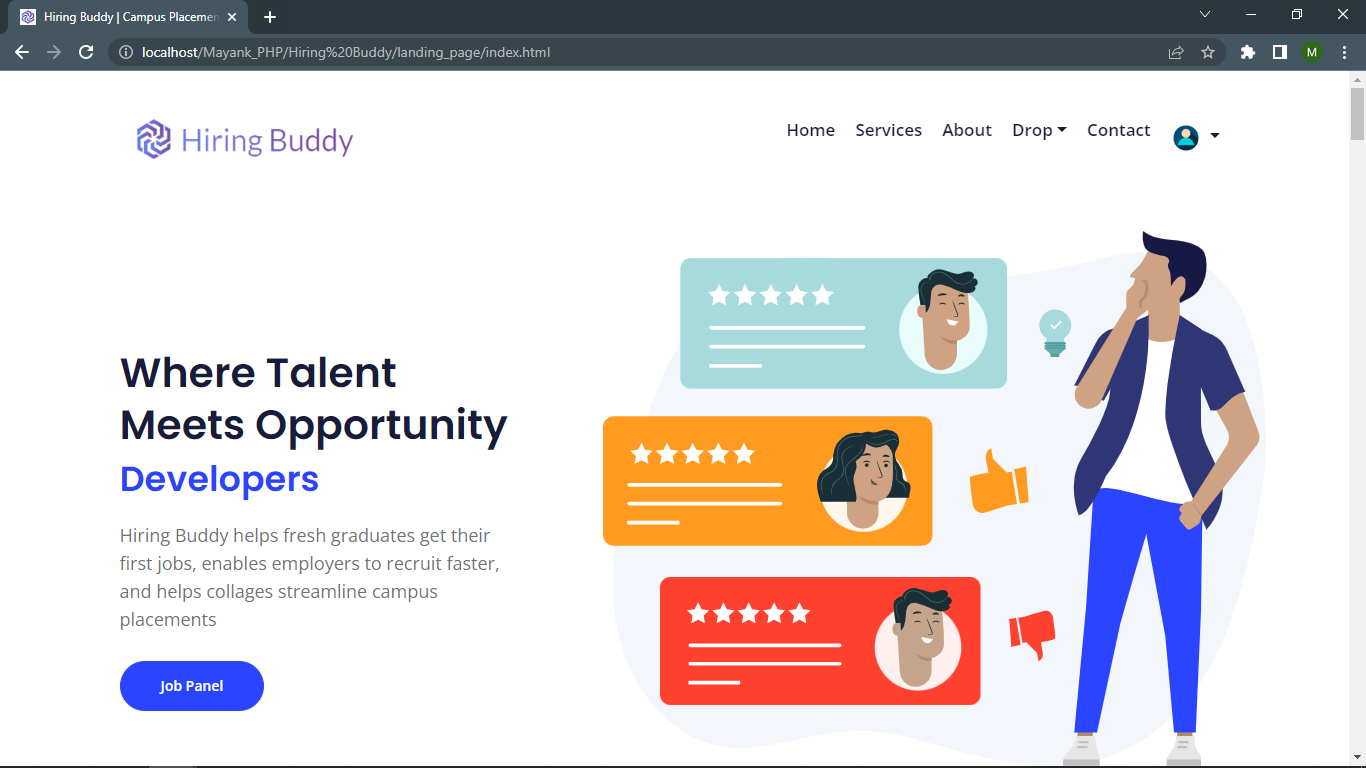 Hiring Buddy | Campus Placemen
localhost/Mayank_PHP/Hiring%20Buddy/landing_page/index.html
M
Hiring Buddy
Home Services About Drop Contact
Where Talent
Meets Opportunity
Developers
Hiring Buddy helps fresh graduates get their
first jobs, enables employers to recruit faster,
and helps collages streamline campus
placements
Job Panel